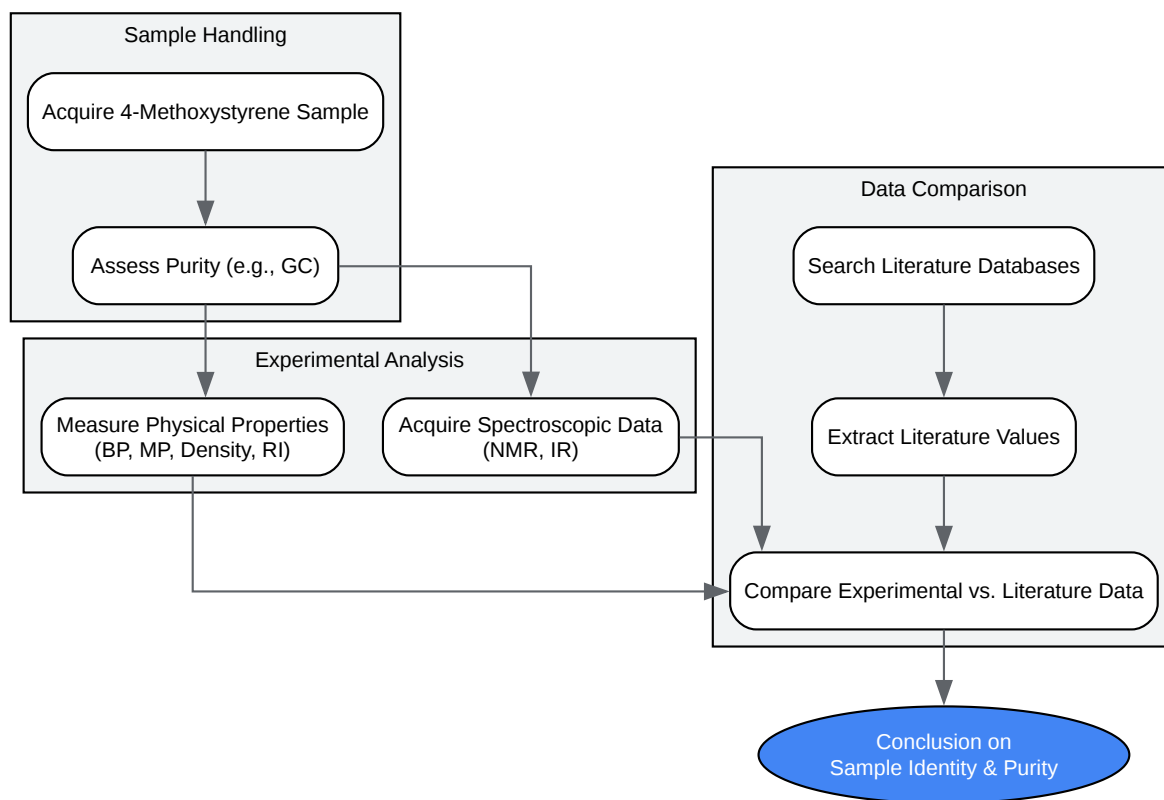 Sample Handling
Acquire 4-Methoxystyrene Sample
Assess Purity (e.g., GC)
Experimental Analysis
Measure Physical Properties
(BP, MP, Density, RI)
Acquire Spectroscopic Data
(NMR, IR)
Data Comparison
Search Literature Databases
Extract Literature Values
Compare Experimental vs. Literature Data
Conclusion on
Sample Identity & Purity